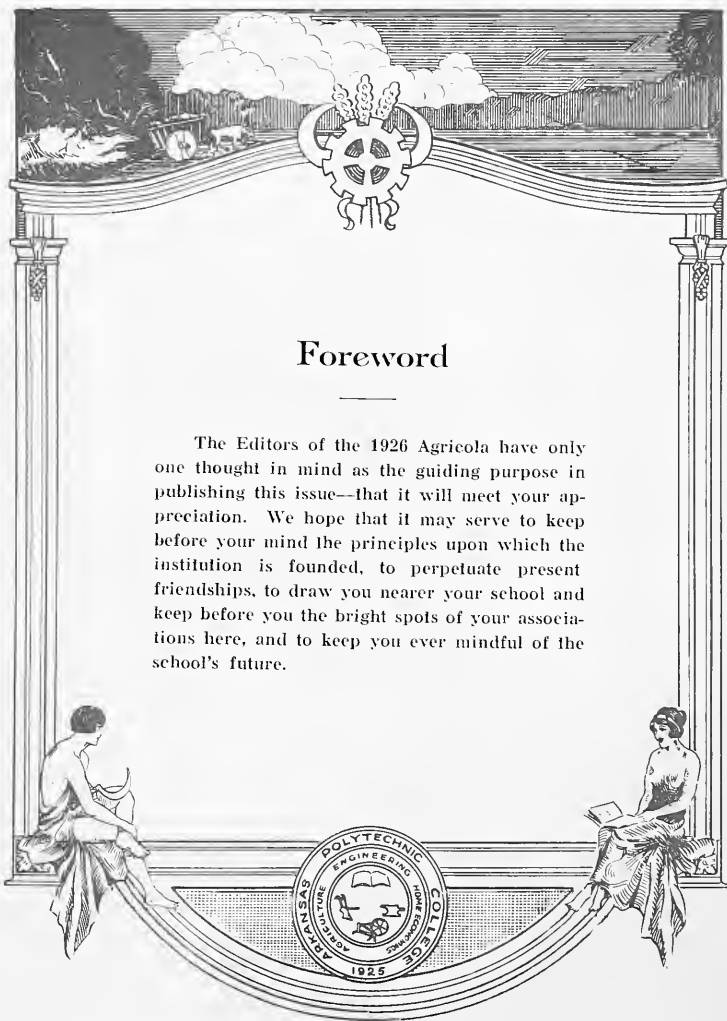 Foreword
The Editors of the 1926 Agricola have only
one thought in mind as the guiding purpose in
publishing this issue—that it will meet your ap-
preciation. We hope that it may serve to keep
before your mind the principles upon which the
institution is founded, to perpetuate present
friendships, to draw you nearer your school and
keep before you the bright spots of your associa-
tions here, and to keep you ever mindful of the
school's future.
ARKANSAS POLYTECHNIC COLLEGE
AGRICULTURE ENGINEERING HOME ECONOMICS
1925